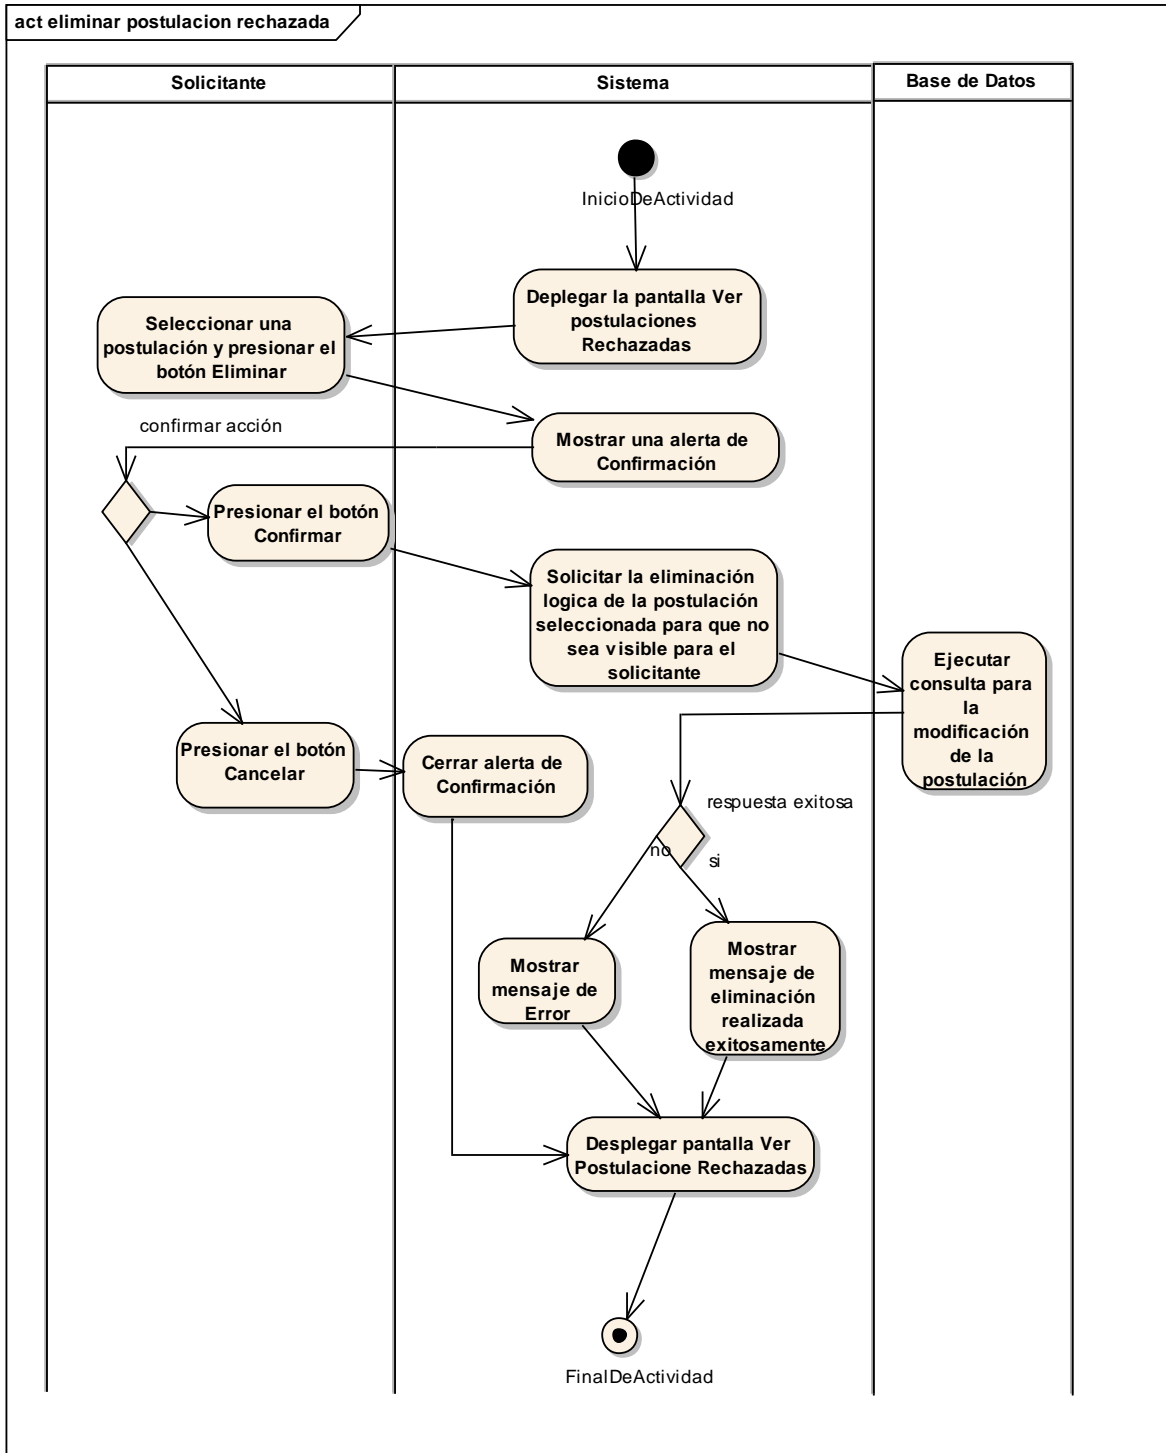 act eliminar postulacion rechazada
Solicitante
Sistema
Base de Datos
InicioDeActividad
Deplegar la pantalla Ver
postulaciones
Rechazadas
Seleccionar una
postulación y presionar el
botón Eliminar
confirmar acción
Mostrar una alerta de
Confirmación
Presionar el botón
Confirmar
Solicitar la eliminación
logica de la postulación
seleccionada para que no
sea visible para el
solicitante
Ejecutar
consulta para
la
modificación
de la
postulación
Presionar el botón
Cancelar
Cerrar alerta de
Confirmación
respuesta exitosa
no
si
Mostrar
mensaje de
Error
Mostrar
mensaje de
eliminación
realizada
exitosamente
Desplegar pantalla Ver
Postulacione Rechazadas
FinalDeActividad